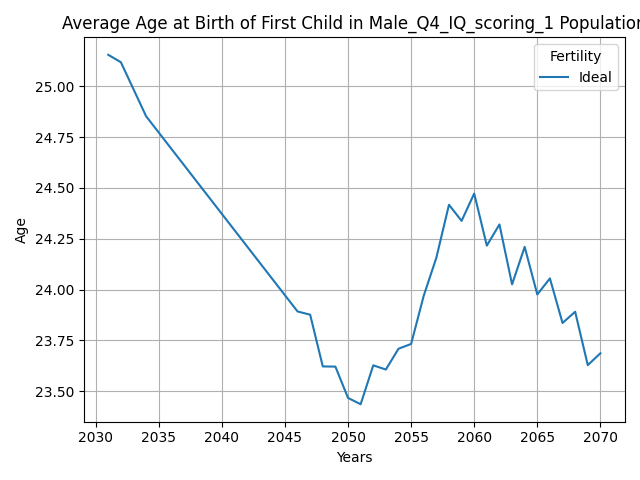 Average Age at Birth of First Child in Male_Q4_IQ_scoring_1 Population
Fertility
Ideal
25.00
24.75
24.50
24.25
24.00
23.75
23.50
Age
2030 2035 2040 2045 2050 2055 2060 2065 2070
Years